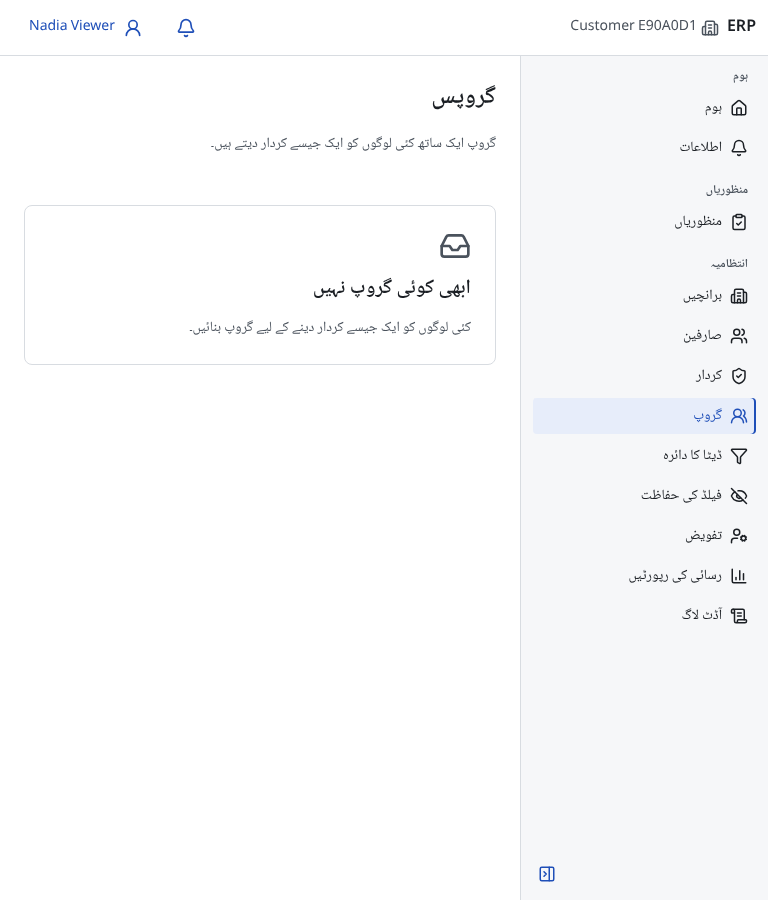 ERP
Customer E90A0D1
Nadia Viewer
ہوم
ہوم
اطلاعات
منظوریاں
منظوریاں
انتظامیہ
برانچیں
صارفین
کردار
گروپ
ڈیٹا کا دائرہ
فیلڈ کی حفاظت
تفویض
رسائی کی رپورٹیں
آڈٹ لاگ
گروپس
گروپ ایک ساتھ کئی لوگوں کو ایک جیسے کردار دیتے ہیں۔
ابھی کوئی گروپ نہیں
کئی لوگوں کو ایک جیسے کردار دینے کے لیے گروپ بنائیں۔